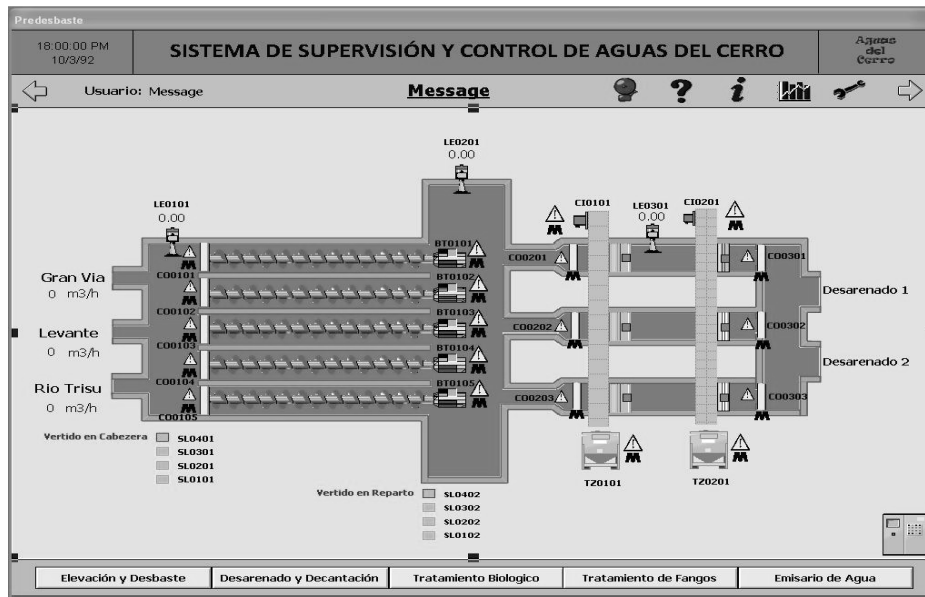 Predesbaste
18:00:00 PM
10/3/92
SISTEMA DE SUPERVISIÓN Y CONTROL DE AGUAS DEL CERRO
Aguas
del
Cerro
Usuario: Message
Message
? i
LE0201
0.00
LE0101
0.00
CI0101
LE0301
0.00
CI0201
BT0101
CO0201
CO0301
CO0101
Gran Via
0 m3/h
BT0102
Desarenado 1
CO0102
BT0103
Levante
0 m3/h
CO0202
CO0302
CO0103
BT0104
Desarenado 2
CO0104
BT0105
Rio Trisu
0 m3/h
CO0203
CO0303
CO0105
Vertido en Cabezera
SL0401
SL0301
SL0201
SL0101
TZ0101
TZ0201
Vertido en Reparto
SL0402
SL0302
SL0202
SL0102
Elevación y Desbaste
Desarenado y Decantación
Tratamiento Biologico
Tratamiento de Fangos
Emisario de Agua